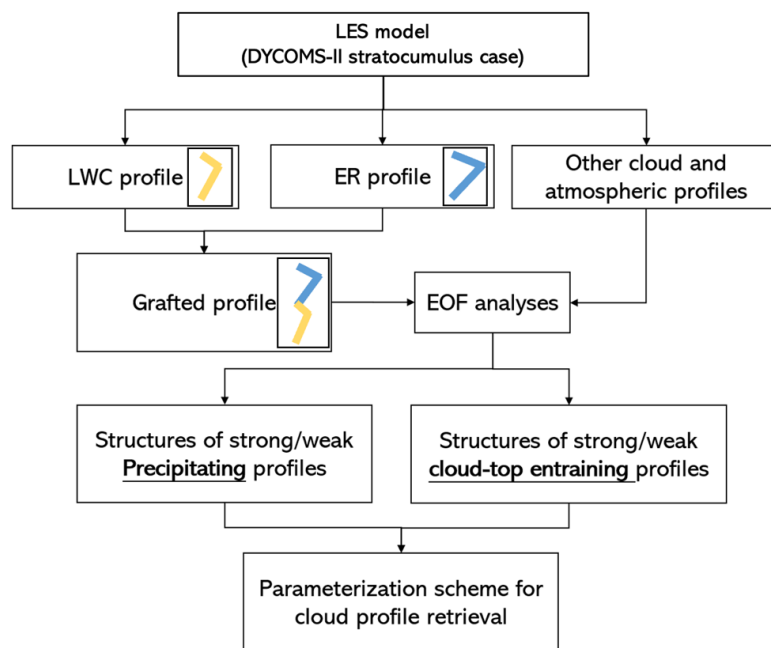 LES model
(DYCOMS-II stratocumulus case)
LWC profile
ER profile
Other cloud and
atmospheric profiles
Grafted profile
EOF analyses
Structures of strong/weak
Precipitating profiles
Structures of strong/weak
cloud-top entraining profiles
Parameterization scheme for
cloud profile retrieval